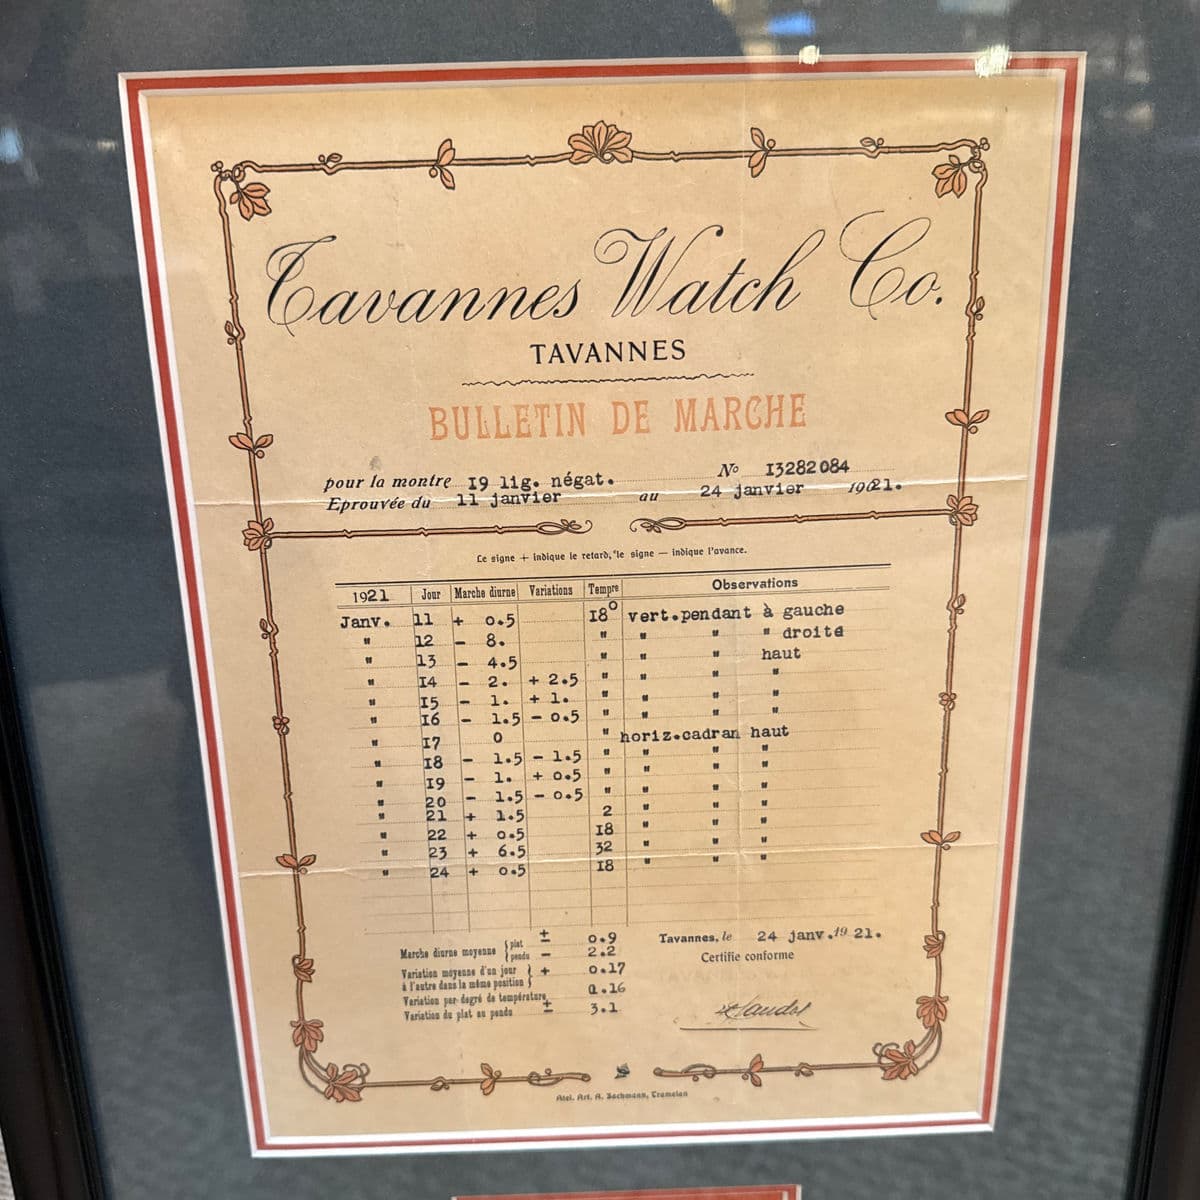 Tavannes Watch Co.
TAVANNES
BULLETIN DE MARCHE
pour la montre 19 lig. négat. No 13282084
Eprouvée du 11 janvier au 24 janvier 1921.
Le signe + indique le retard, le signe — indique l'avance.
1921 Jour Marche diurne Variations Tempre Observations
Janv. 11 + 0.5 18° vert. pendant à gauche
" 12 - 8. " " " " droite
" 13 - 4.5 " " " haut
" 14 - 2. + 2.5 " " " "
" 15 - 1. + 1. " " " "
" 16 - 1.5 - 0.5 " " " "
" 17 0 " horiz. cadran haut
" 18 - 1.5 - 1.5 " " " "
" 19 - 1. + 0.5 " " " "
" 20 - 1.5 - 0.5 " " " "
" 21 + 1.5 2 " " "
" 22 + 0.5 18 " " "
" 23 + 6.5 32 " " "
" 24 + 0.5 18 " " "
Marche diurne moyenne { plat ± 0.9
{ pendu - 2.2
Variation moyenne d'un jour } + 0.17
à l'autre dans la même position }
Variation par degré de température 0.16
Variation du plat au pendu ± 3.1
Tavannes, le 24 janv. 19 21.
Certifie conforme
Atel. Art. A. Bachmann, Tramelan